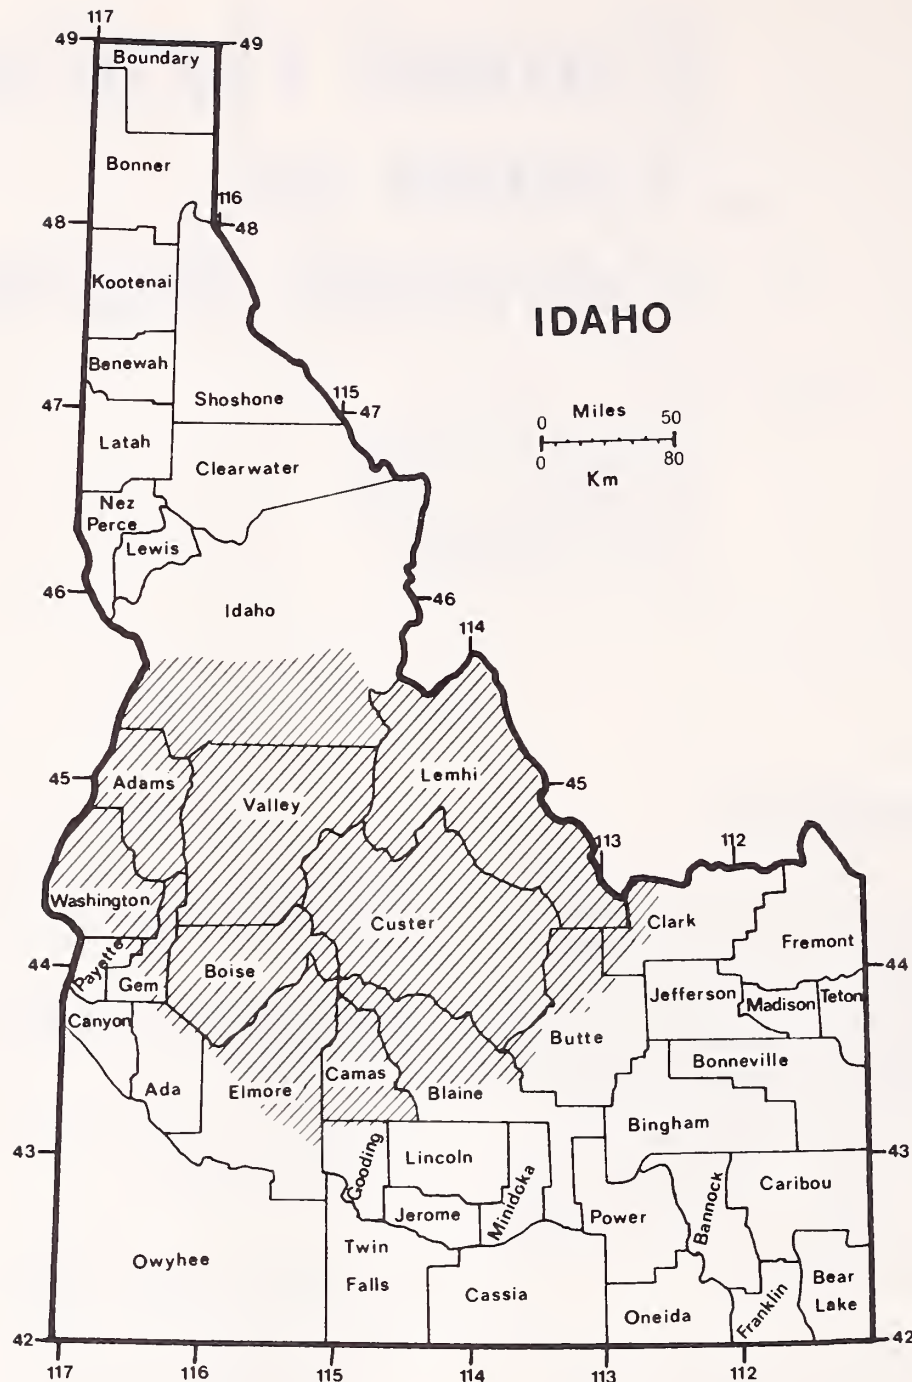 117
49
49
Boundary
Bonner
116
48
48
Kootenai
IDAHO
Benewah
115
47
47
Shoshone
0 Miles 50
0 80
Km
Latah
Clearwater
Nez
Perce
Lewis
46
46
Idaho
114
45
45
Adams
Lemhi
Valley
113
112
Washington
Custer
Clark
Fremont
44
44
Payette
Gem
Boise
Jefferson
Madison
Teton
Canyon
Butte
Bonneville
Ada
Elmore
Camas
Blaine
Bingham
43
43
Gooding
Lincoln
Minidoka
Caribou
Jerome
Power
Bannock
Owyhee
Twin
Falls
Cassia
Oneida
Franklin
Bear
Lake
42
42
117
116
115
114
113
112